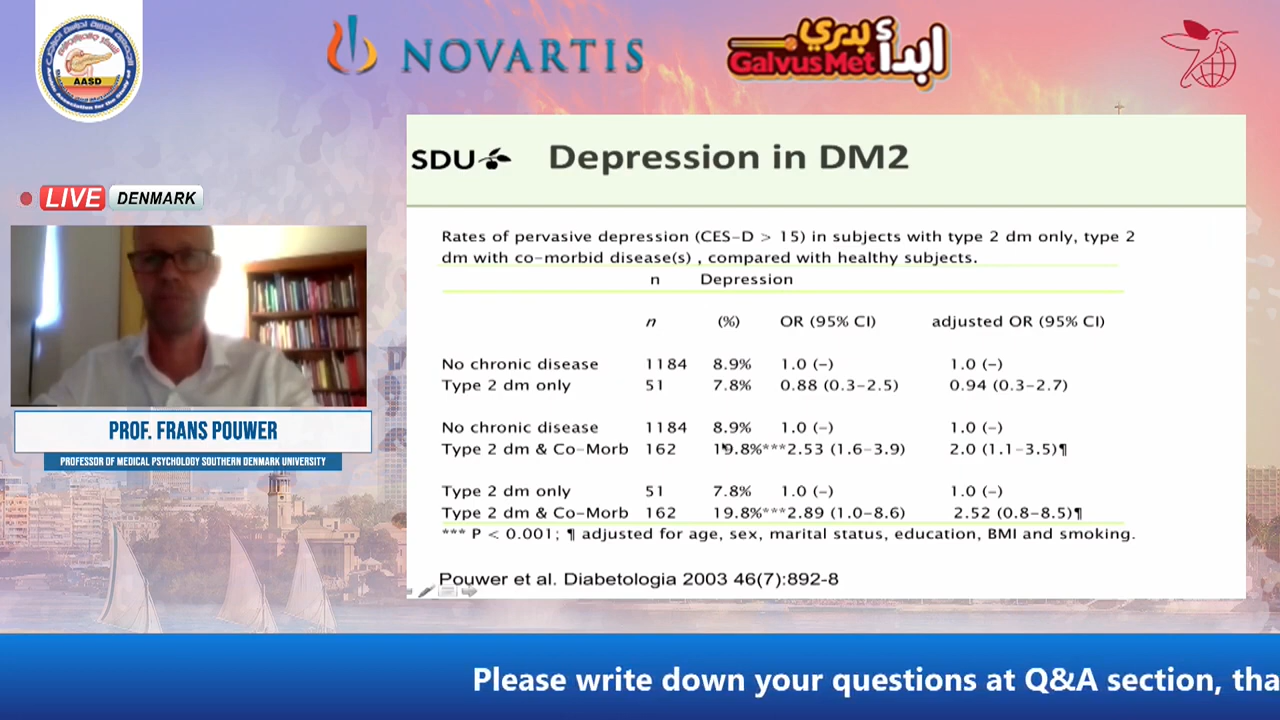 AASD
NOVARTIS
ابدأ بدري
GalvusMet
LIVE
DENMARK
SDU
Depression in DM2
Rates of pervasive depression (CES-D > 15) in subjects with type 2 dm only, type 2
dm with co-morbid disease(s) , compared with healthy subjects.
n Depression
n (%) OR (95% CI) adjusted OR (95% CI)
No chronic disease 1184 8.9% 1.0 (-) 1.0 (-)
Type 2 dm only 51 7.8% 0.88 (0.3-2.5) 0.94 (0.3-2.7)
No chronic disease 1184 8.9% 1.0 (-) 1.0 (-)
Type 2 dm & Co-Morb 162 19.8%***2.53 (1.6-3.9) 2.0 (1.1-3.5)¶
Type 2 dm only 51 7.8% 1.0 (-) 1.0 (-)
Type 2 dm & Co-Morb 162 19.8%***2.89 (1.0-8.6) 2.52 (0.8-8.5)¶
*** P < 0.001; ¶ adjusted for age, sex, marital status, education, BMI and smoking.
Pouwer et al. Diabetologia 2003 46(7):892-8
PROF. FRANS POUWER
PROFESSOR OF MEDICAL PSYCHOLOGY SOUTHERN DENMARK UNIVERSITY
Please write down your questions at Q&A section, tha